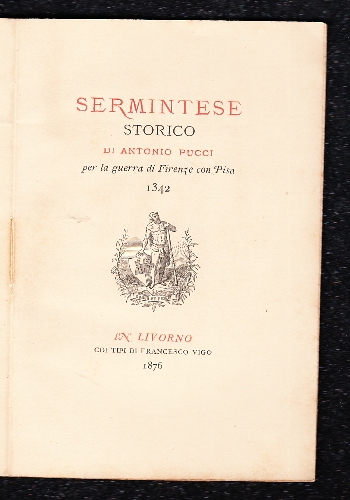 SERMINTESE
STORICO
DI ANTONIO PUCCI
per la guerra di Firenze con Pisa
1342
IN LIVORNO
COI TIPI DI FRANCESCO VIGO
1876